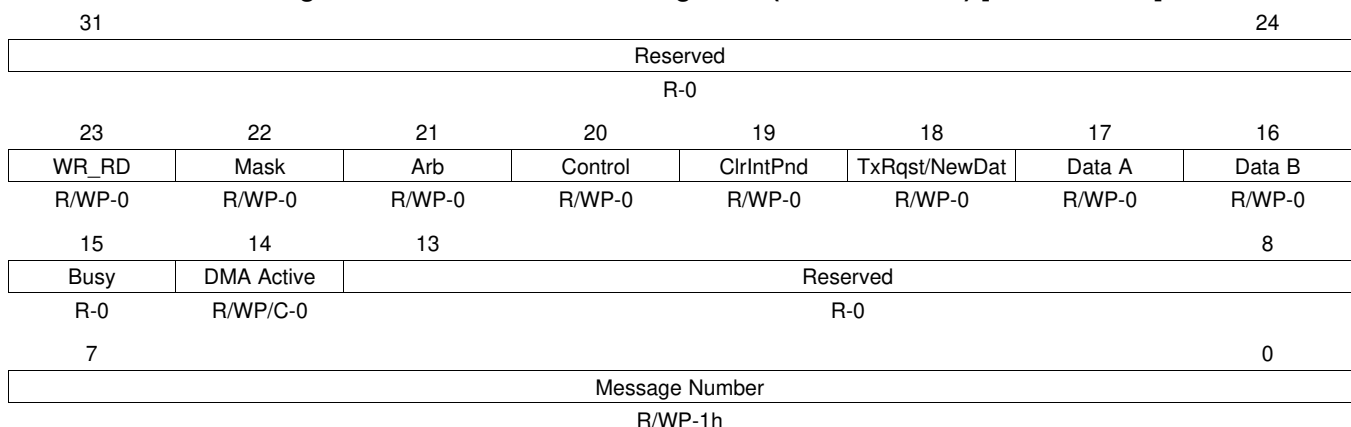 31 24
Reserved
R-0
23 22 21 20 19 18 17 16
WR_RD Mask Arb Control ClrIntPnd TxRqst/NewDat Data A Data B
R/WP-0 R/WP-0 R/WP-0 R/WP-0 R/WP-0 R/WP-0 R/WP-0 R/WP-0
15 14 13 8
Busy DMA Active Reserved
R-0 R/WP/C-0 R-0
7 0
Message Number
R/WP-1h